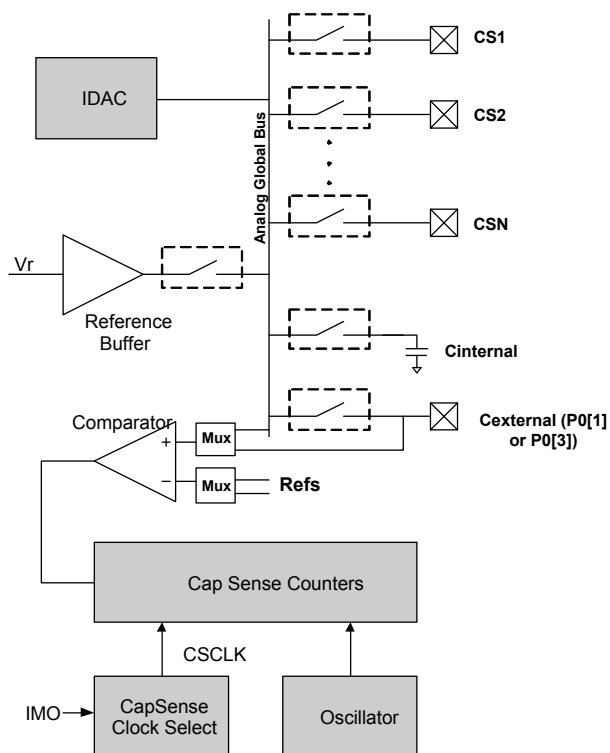 CS1
IDAC
CS2
Analog Global Bus
CSN
Vr
Reference
Buffer
Cinternal
Comparator
Cexternal (P0[1]
or P0[3])
+
Mux
−
Mux
Refs
Cap Sense Counters
CSCLK
IMO
CapSense
Clock Select
Oscillator